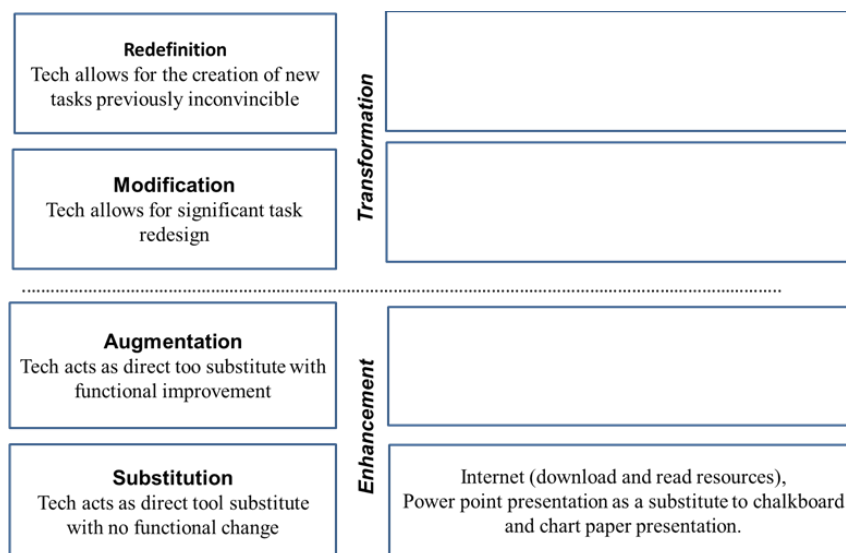 Redefinition
Tech allows for the creation of new
tasks previously inconvincible
Transformation
Modification
Tech allows for significant task
redesign
Augmentation
Tech acts as direct too substitute with
functional improvement
Enhancement
Substitution
Tech acts as direct tool substitute
with no functional change
Internet (download and read resources),
Power point presentation as a substitute to chalkboard
and chart paper presentation.